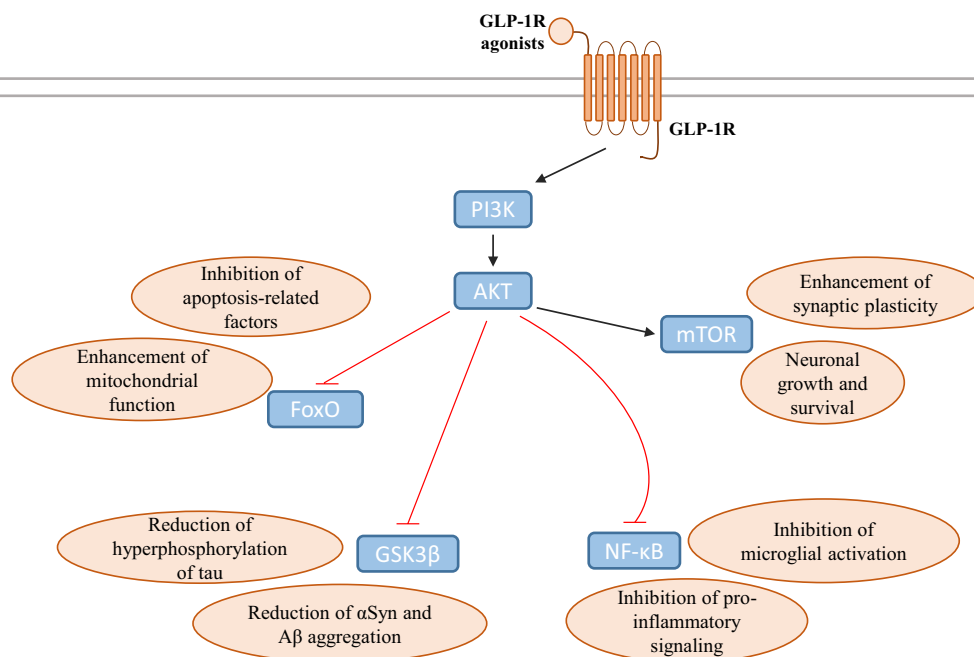 GLP-1R
agonists
GLP-1R
PI3K
AKT
Inhibition of
apoptosis-related
factors
Enhancement of
synaptic plasticity
mTOR
Enhancement of
mitochondrial
function
Neuronal
growth and
survival
FoxO
Reduction of
hyperphosphorylation
of tau
GSK3β
NF-κB
Inhibition of
microglial activation
Reduction of αSyn and
Aβ aggregation
Inhibition of pro-
inflammatory
signaling